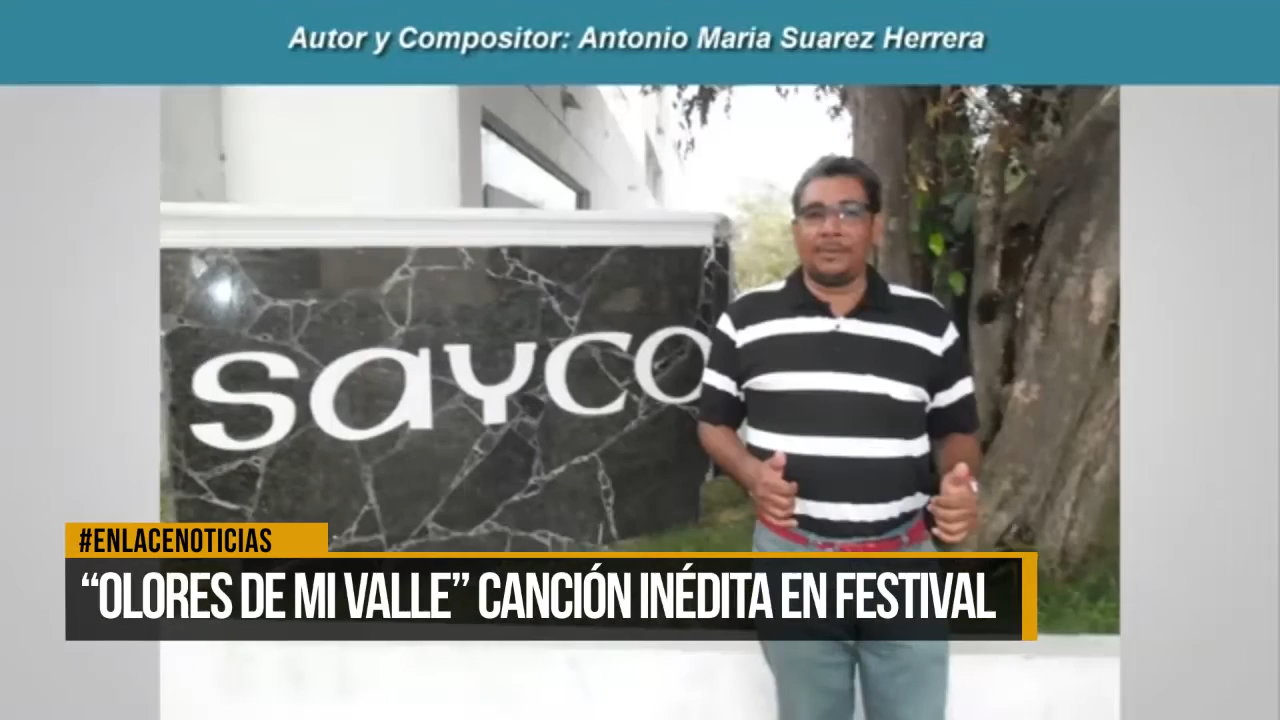 Autor y Compositor: Antonio Maria Suarez Herrera
sayco
#ENLACENOTICIAS
“OLORES DE MI VALLE” CANCIÓN INÉDITA EN FESTIVAL